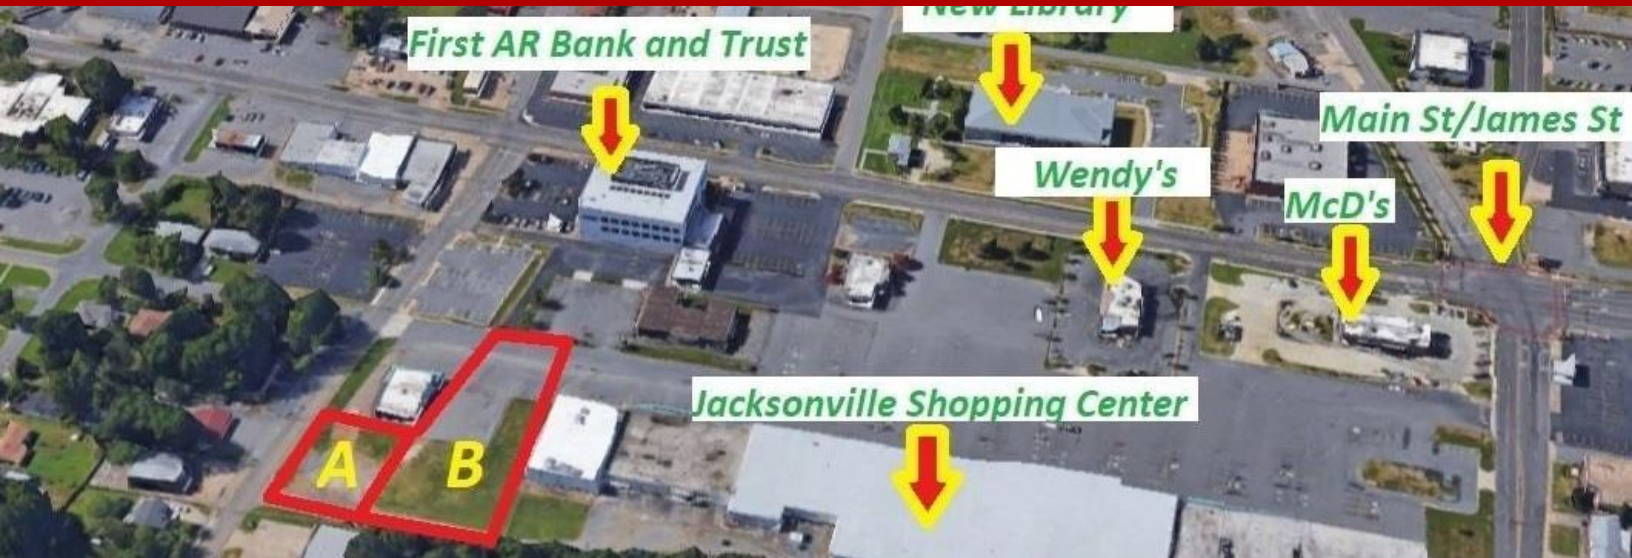 New Library
First AR Bank and Trust
Main St/James St
Wendy's
McD's
Jacksonville Shopping Center
A
B